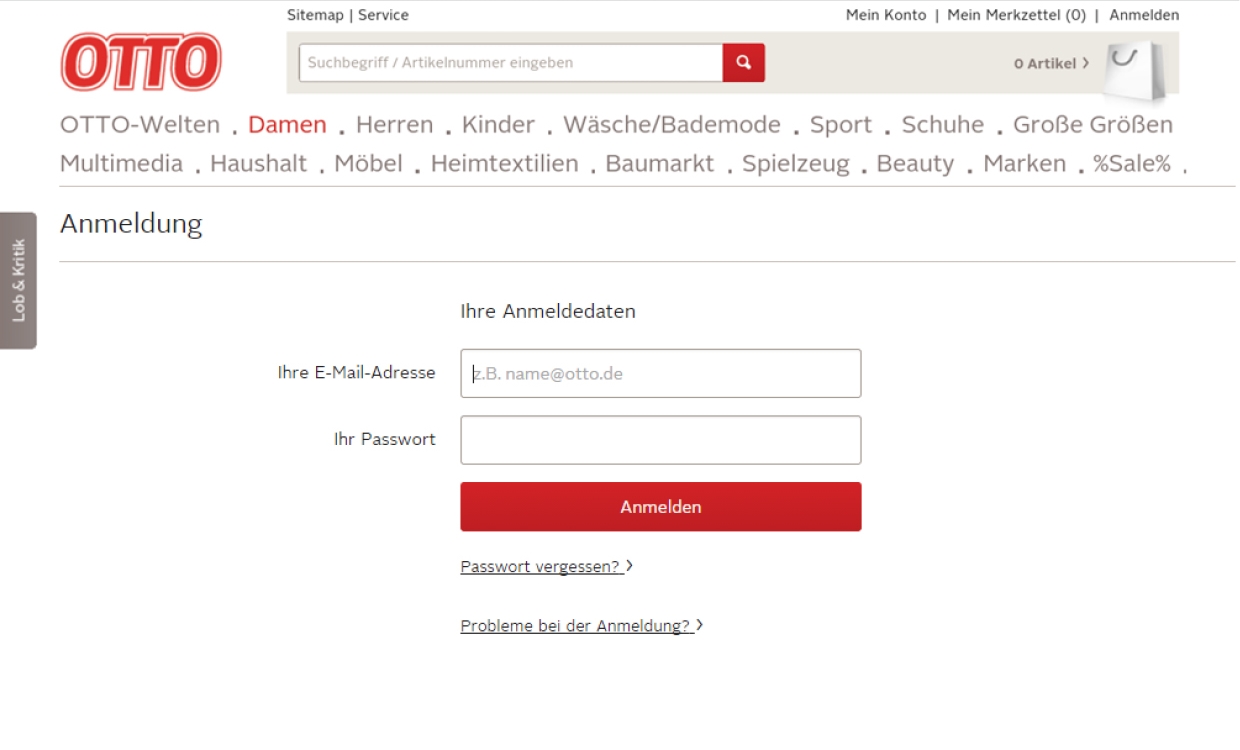 Sitemap | Service
Mein Konto | Mein Merkzettel (0) | Anmelden
OTTO
Suchbegriff / Artikelnummer eingeben
0 Artikel >
OTTO-Welten . Damen . Herren . Kinder . Wäsche/Bademode . Sport . Schuhe . Große Größen
Multimedia . Haushalt . Möbel . Heimtextilien . Baumarkt . Spielzeug . Beauty . Marken . %Sale% .
Anmeldung
Lob & Kritik
Ihre Anmeldedaten
Ihre E-Mail-Adresse
z.B. name@otto.de
Ihr Passwort
Anmelden
Passwort vergessen? >
Probleme bei der Anmeldung? >